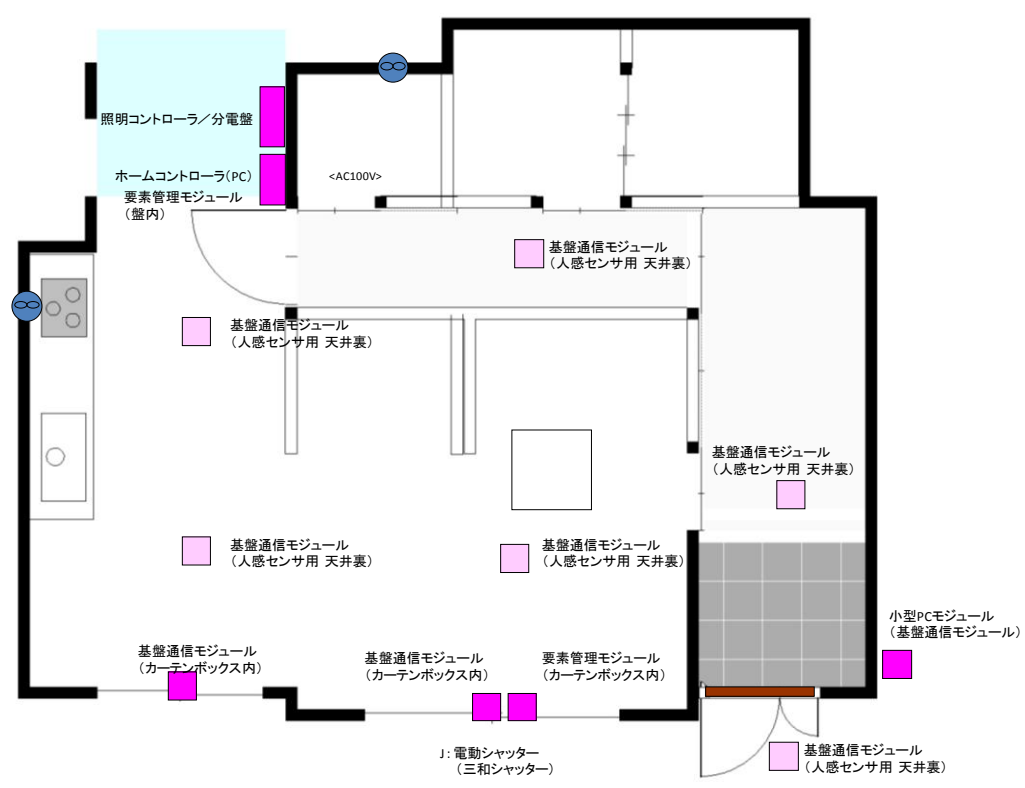 照明コントローラ／分電盤
ホームコントローラ(PC)
要素管理モジュール
（盤内）
<AC100V>
基盤通信モジュール
（人感センサ用 天井裏）
基盤通信モジュール
（人感センサ用 天井裏）
基盤通信モジュール
（人感センサ用 天井裏）
基盤通信モジュール
（人感センサ用 天井裏）
基盤通信モジュール
（人感センサ用 天井裏）
小型PCモジュール
（基盤通信モジュール）
基盤通信モジュール
（カーテンボックス内）
基盤通信モジュール
（カーテンボックス内）
要素管理モジュール
（カーテンボックス内）
J：電動シャッター
（三和シャッター）
基盤通信モジュール
（人感センサ用 天井裏）